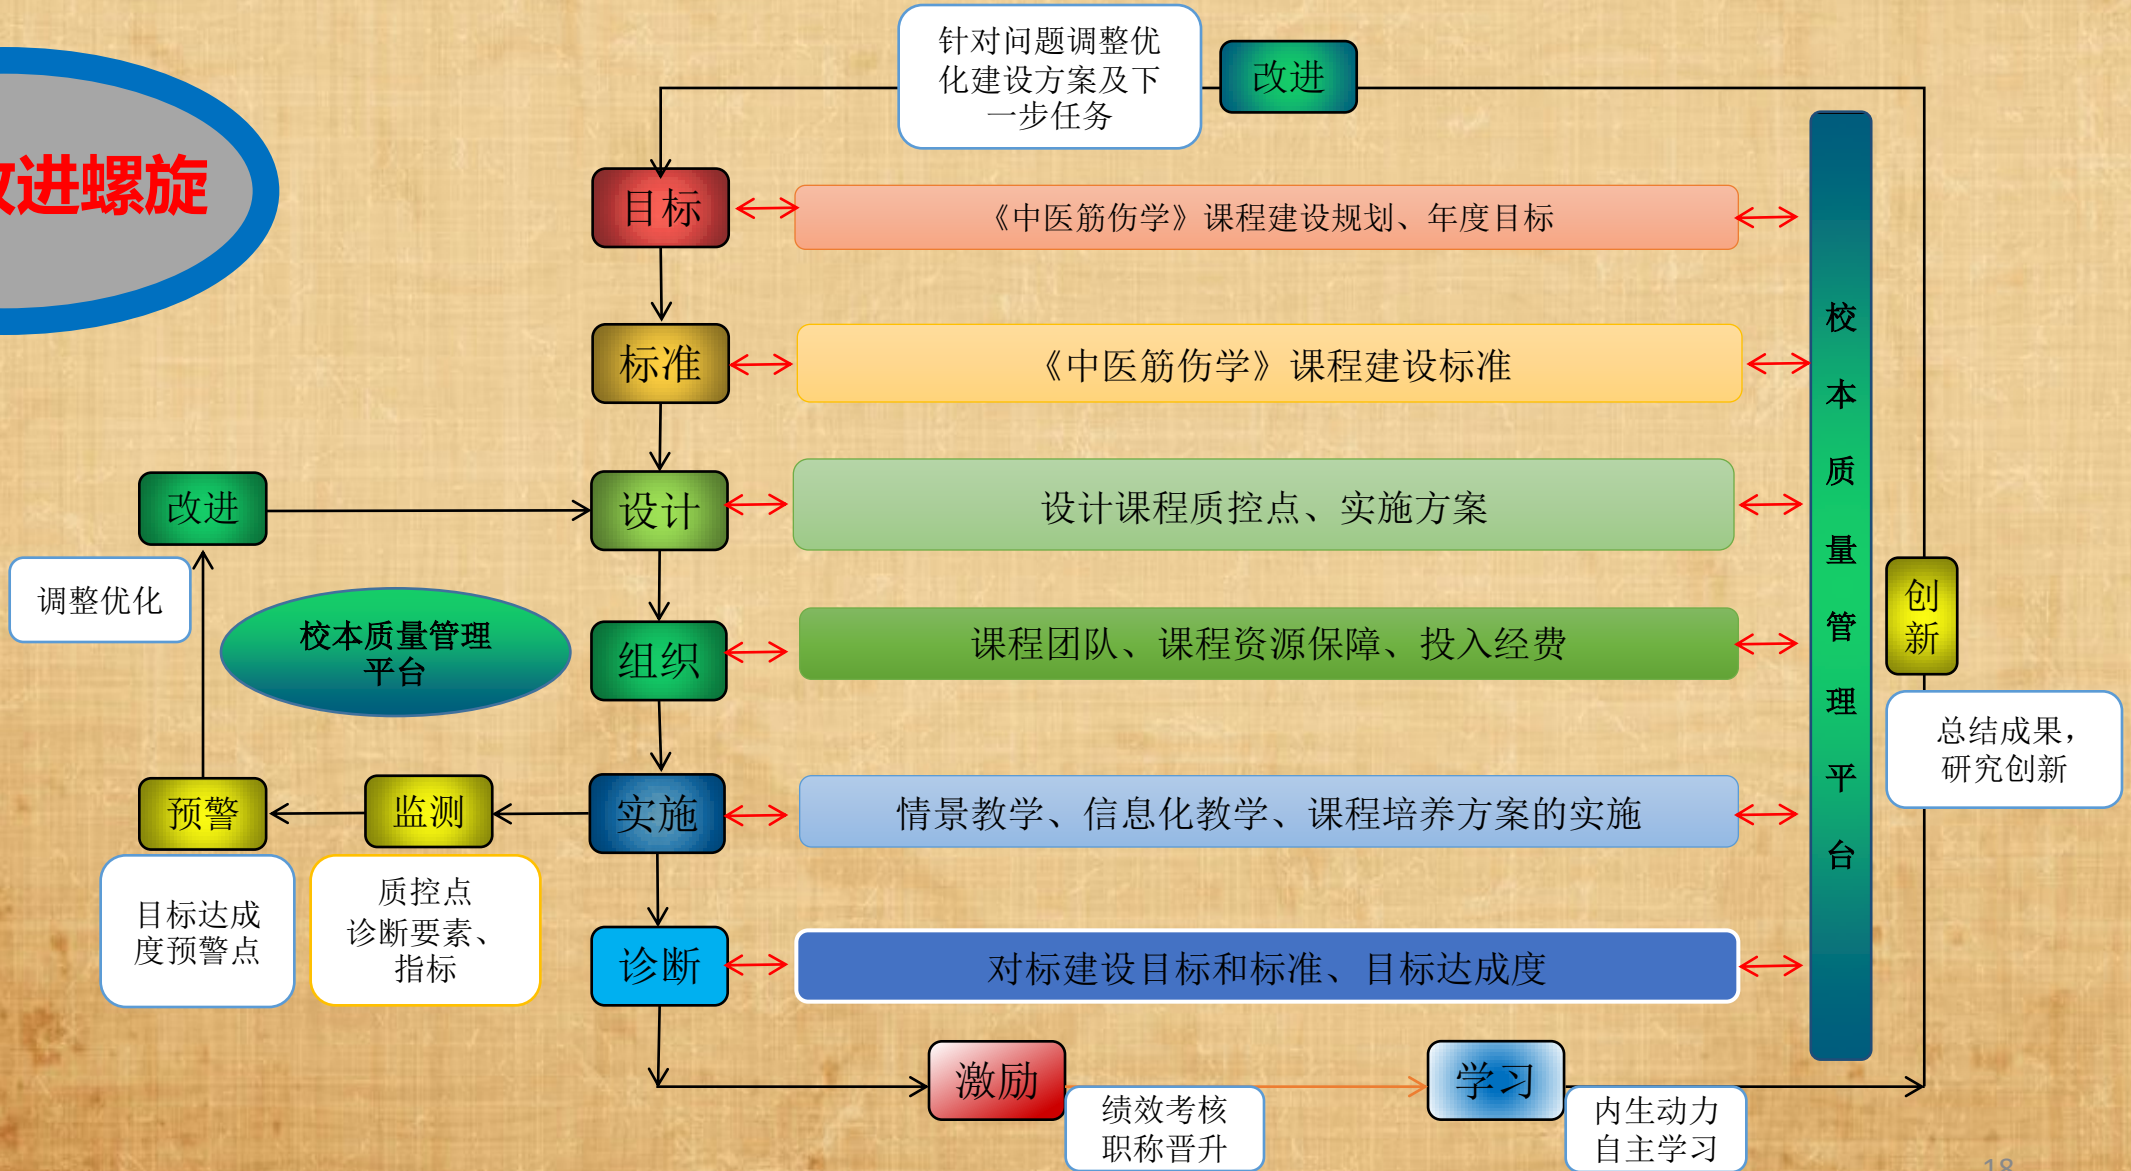 针对问题调整优
化建设方案及下
一步任务
改进
改进螺旋
目标
《中医筋伤学》课程建设规划、年度目标
标准
《中医筋伤学》课程建设标准
改进
设计
设计课程质控点、实施方案
调整优化
校本质量管理
平台
组织
课程团队、课程资源保障、投入经费
校本质量管理平台
创
新
总结成果，
研究创新
预警
监测
实施
情景教学、信息化教学、课程培养方案的实施
目标达成
度预警点
质控点
诊断要素、
指标
诊断
对标建设目标和标准、目标达成度
激励
绩效考核
职称晋升
学习
内生动力
自主学习
18